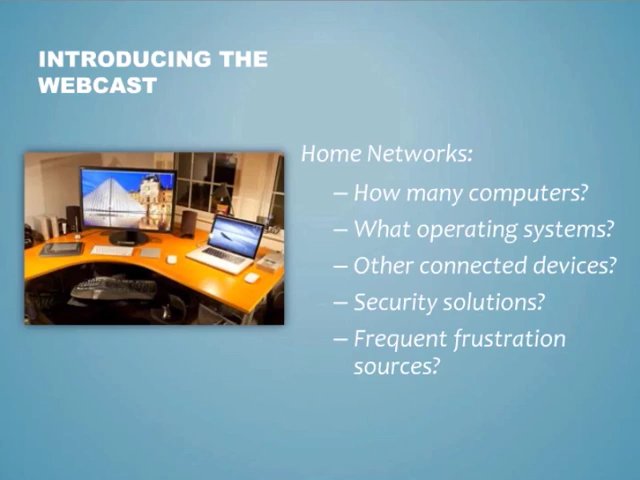 INTRODUCING THE
WEBCAST
Home Networks:
– How many computers?
– What operating systems?
– Other connected devices?
– Security solutions?
– Frequent frustration
sources?